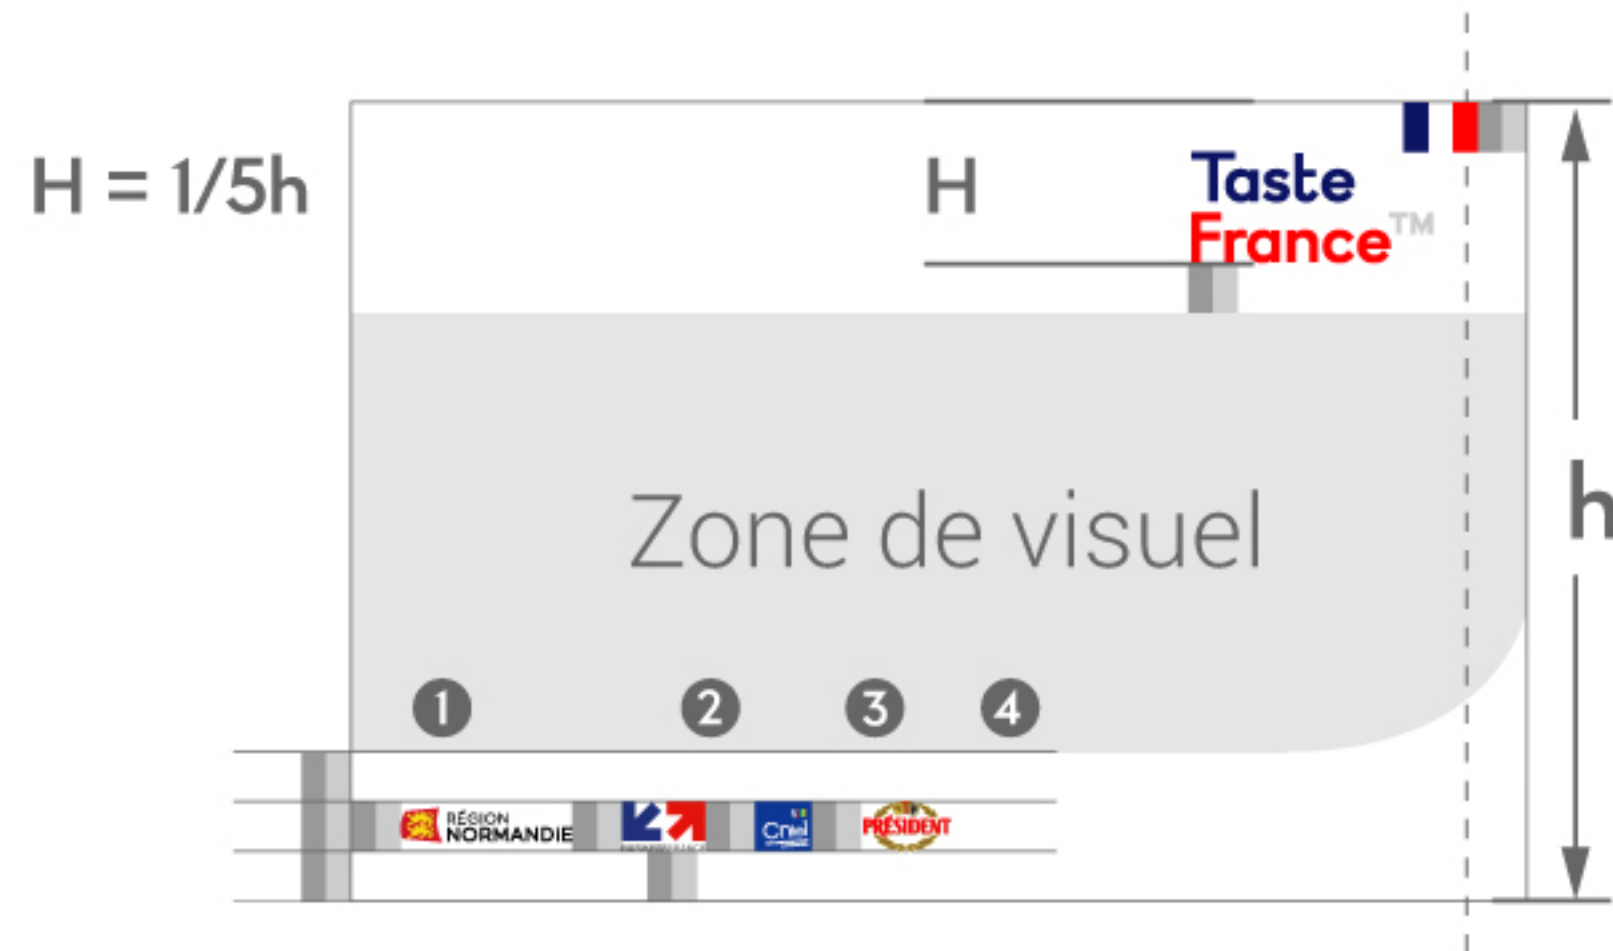 H = 1/5h
H
Taste
France™
h
Zone de visuel
1 2 3 4
RÉGION
NORMANDIE
Cniel
PRÉSIDENT